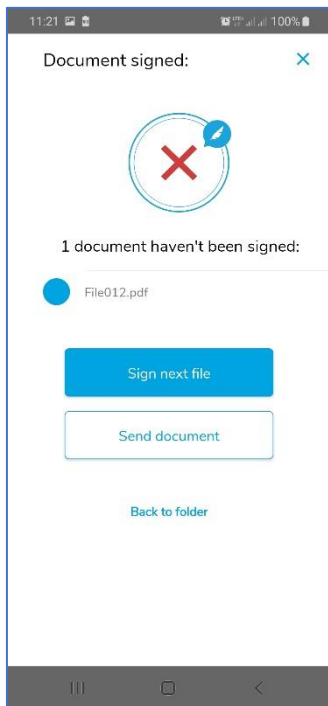 11:21 100%
Document signed:
1 document haven't been signed:
File012.pdf
Sign next file
Send document
Back to folder